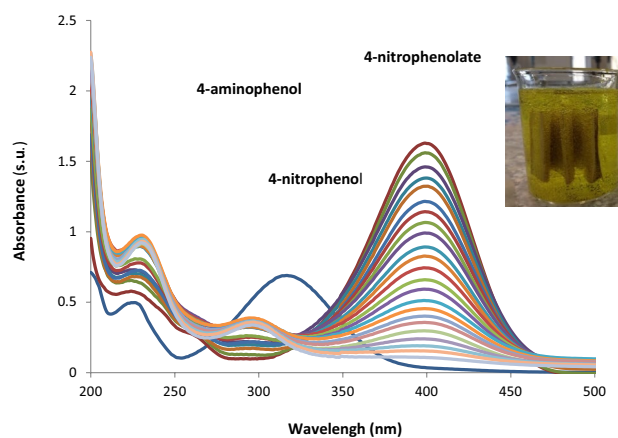 2.5
4-nitrophenolate
2
4-aminophenol
1.5
4-nitrophenol
Absorbance (s.u.)
1
0.5
0
200
250
300
350
400
450
500
Wavelengh (nm)